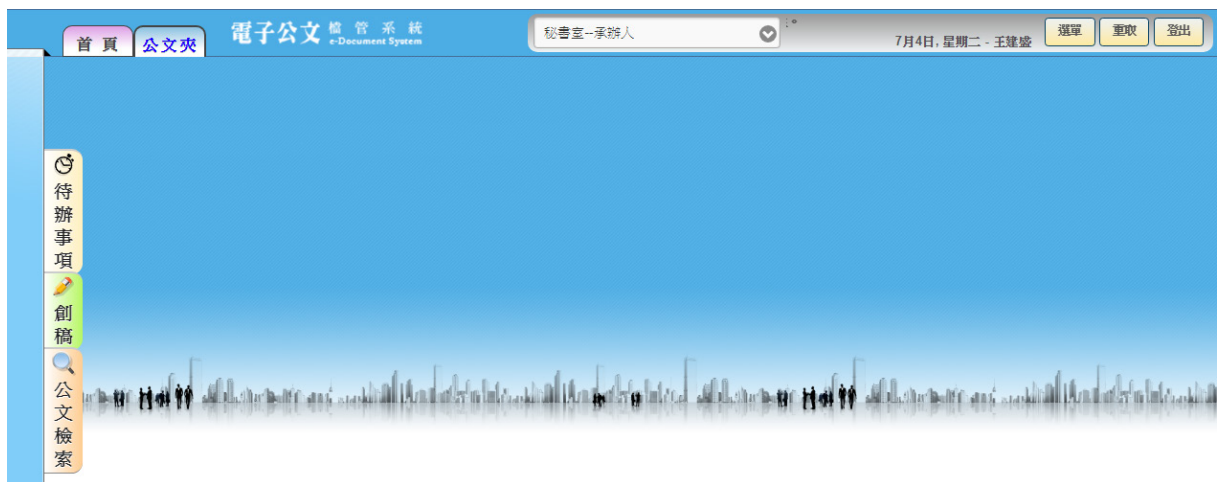 首頁
公文夾
電子公文 檔管系統
e-Document System
秘書室--承辦人
7月4日, 星期二 - 王建盛
選單
重取
登出
待辦事項
創稿
公文檢索